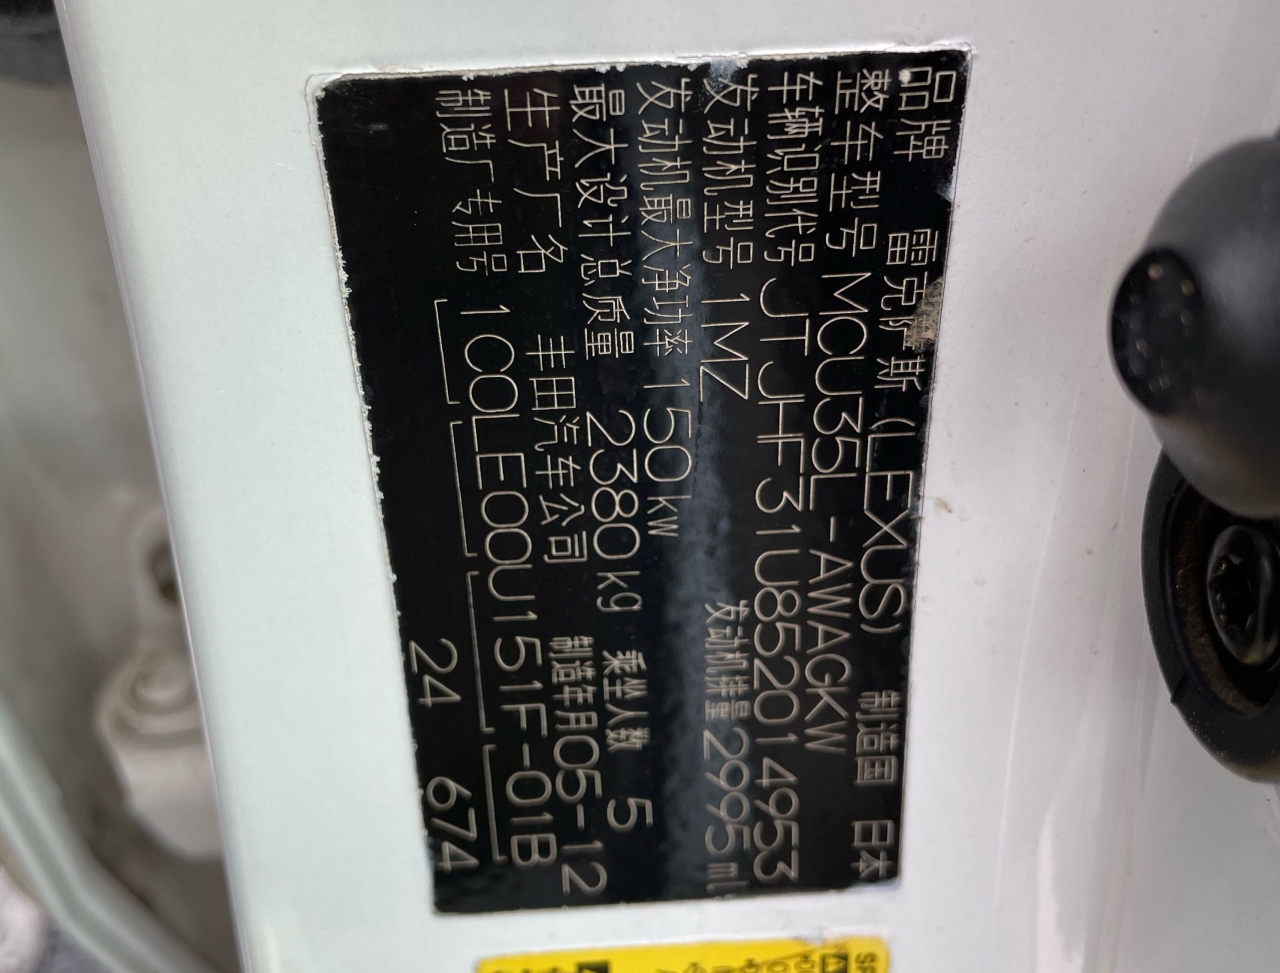 品牌 雷克萨斯 (LEXUS) 制造国 日本
整车型号 MCU35L-AWAGKW
车辆识别代号 JTJHF31U852014953
发动机型号 1MZ 发动机排量 2995ml
发动机最大净功率 150kW
最大设计总质量 2380kg 乘坐人数 5
生产厂名 丰田汽车公司 制造年月 05-12
制造厂专用号 1C0LE00U151F-01B
24 674